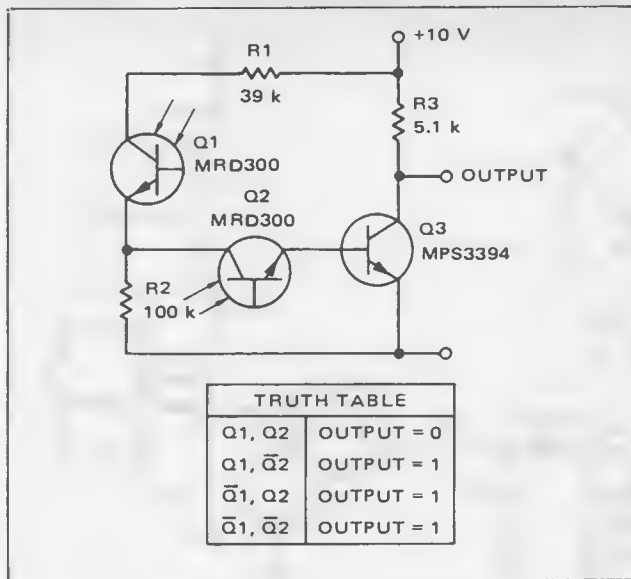 +10 V
R1
39 k
R3
5.1 k
Q1
MRD300
OUTPUT
Q2
MRD300
Q3
MPS3394
R2
100 k
TRUTH TABLE
Q1, Q2 OUTPUT = 0
Q1, Q̅2 OUTPUT = 1
Q̅1, Q2 OUTPUT = 1
Q̅1, Q̅2 OUTPUT = 1